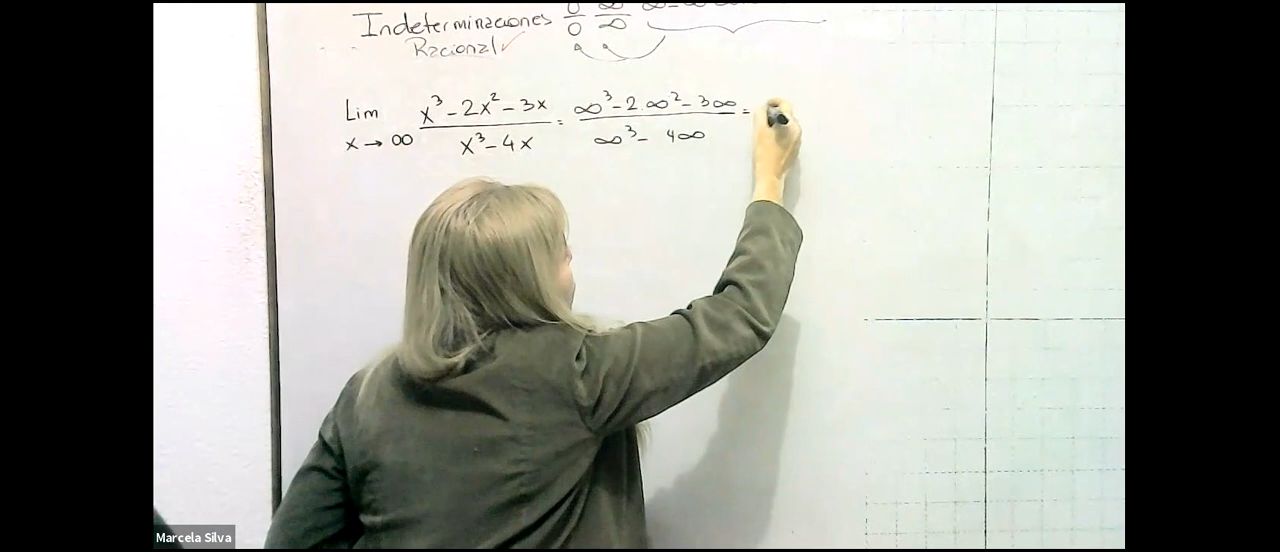 Indeterminaciones 0/0 ∞/∞
Racional ✓
Lim x→∞ (x³ - 2x² - 3x)/(x³ - 4x) = (∞³ - 2.∞² - 3∞)/(∞³ - 4∞) =
Marcela Silva